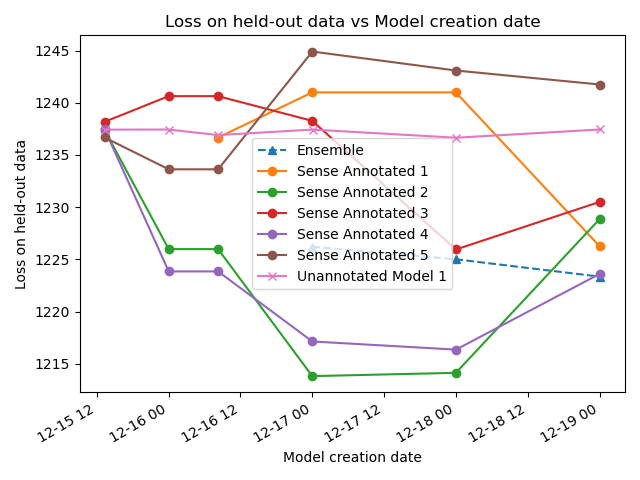 Loss on held-out data vs Model creation date
Loss on held-out data
1245
1240
1235
1230
1225
1220
1215
Ensemble
Sense Annotated 1
Sense Annotated 2
Sense Annotated 3
Sense Annotated 4
Sense Annotated 5
Unannotated Model 1
12-15 12
12-16 00
12-16 12
12-17 00
12-17 12
12-18 00
12-18 12
12-19 00
Model creation date